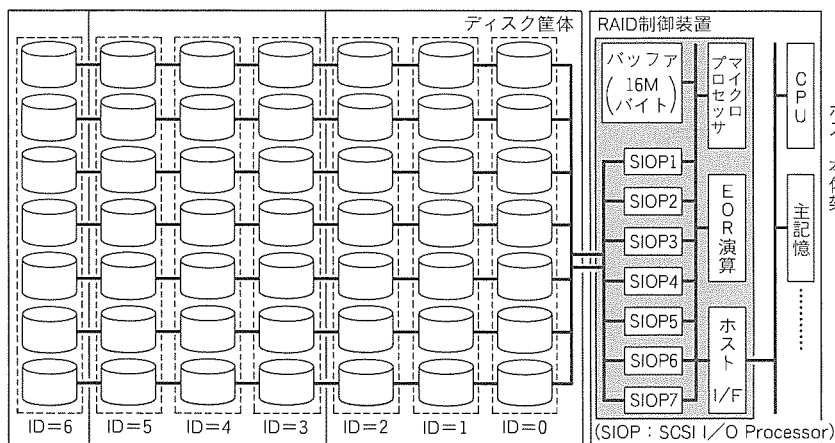 ディスク筐体
ID=6
ID=5
ID=4
ID=3
ID=2
ID=1
ID=0
RAID制御装置
バッファ
(16Mバイト)
マイクロプロセッサ
SIOP1
SIOP2
SIOP3
SIOP4
SIOP5
SIOP6
SIOP7
EOR演算
ホスト I/F
CPU
主記憶
(SIOP:SCSI I/O Processor)